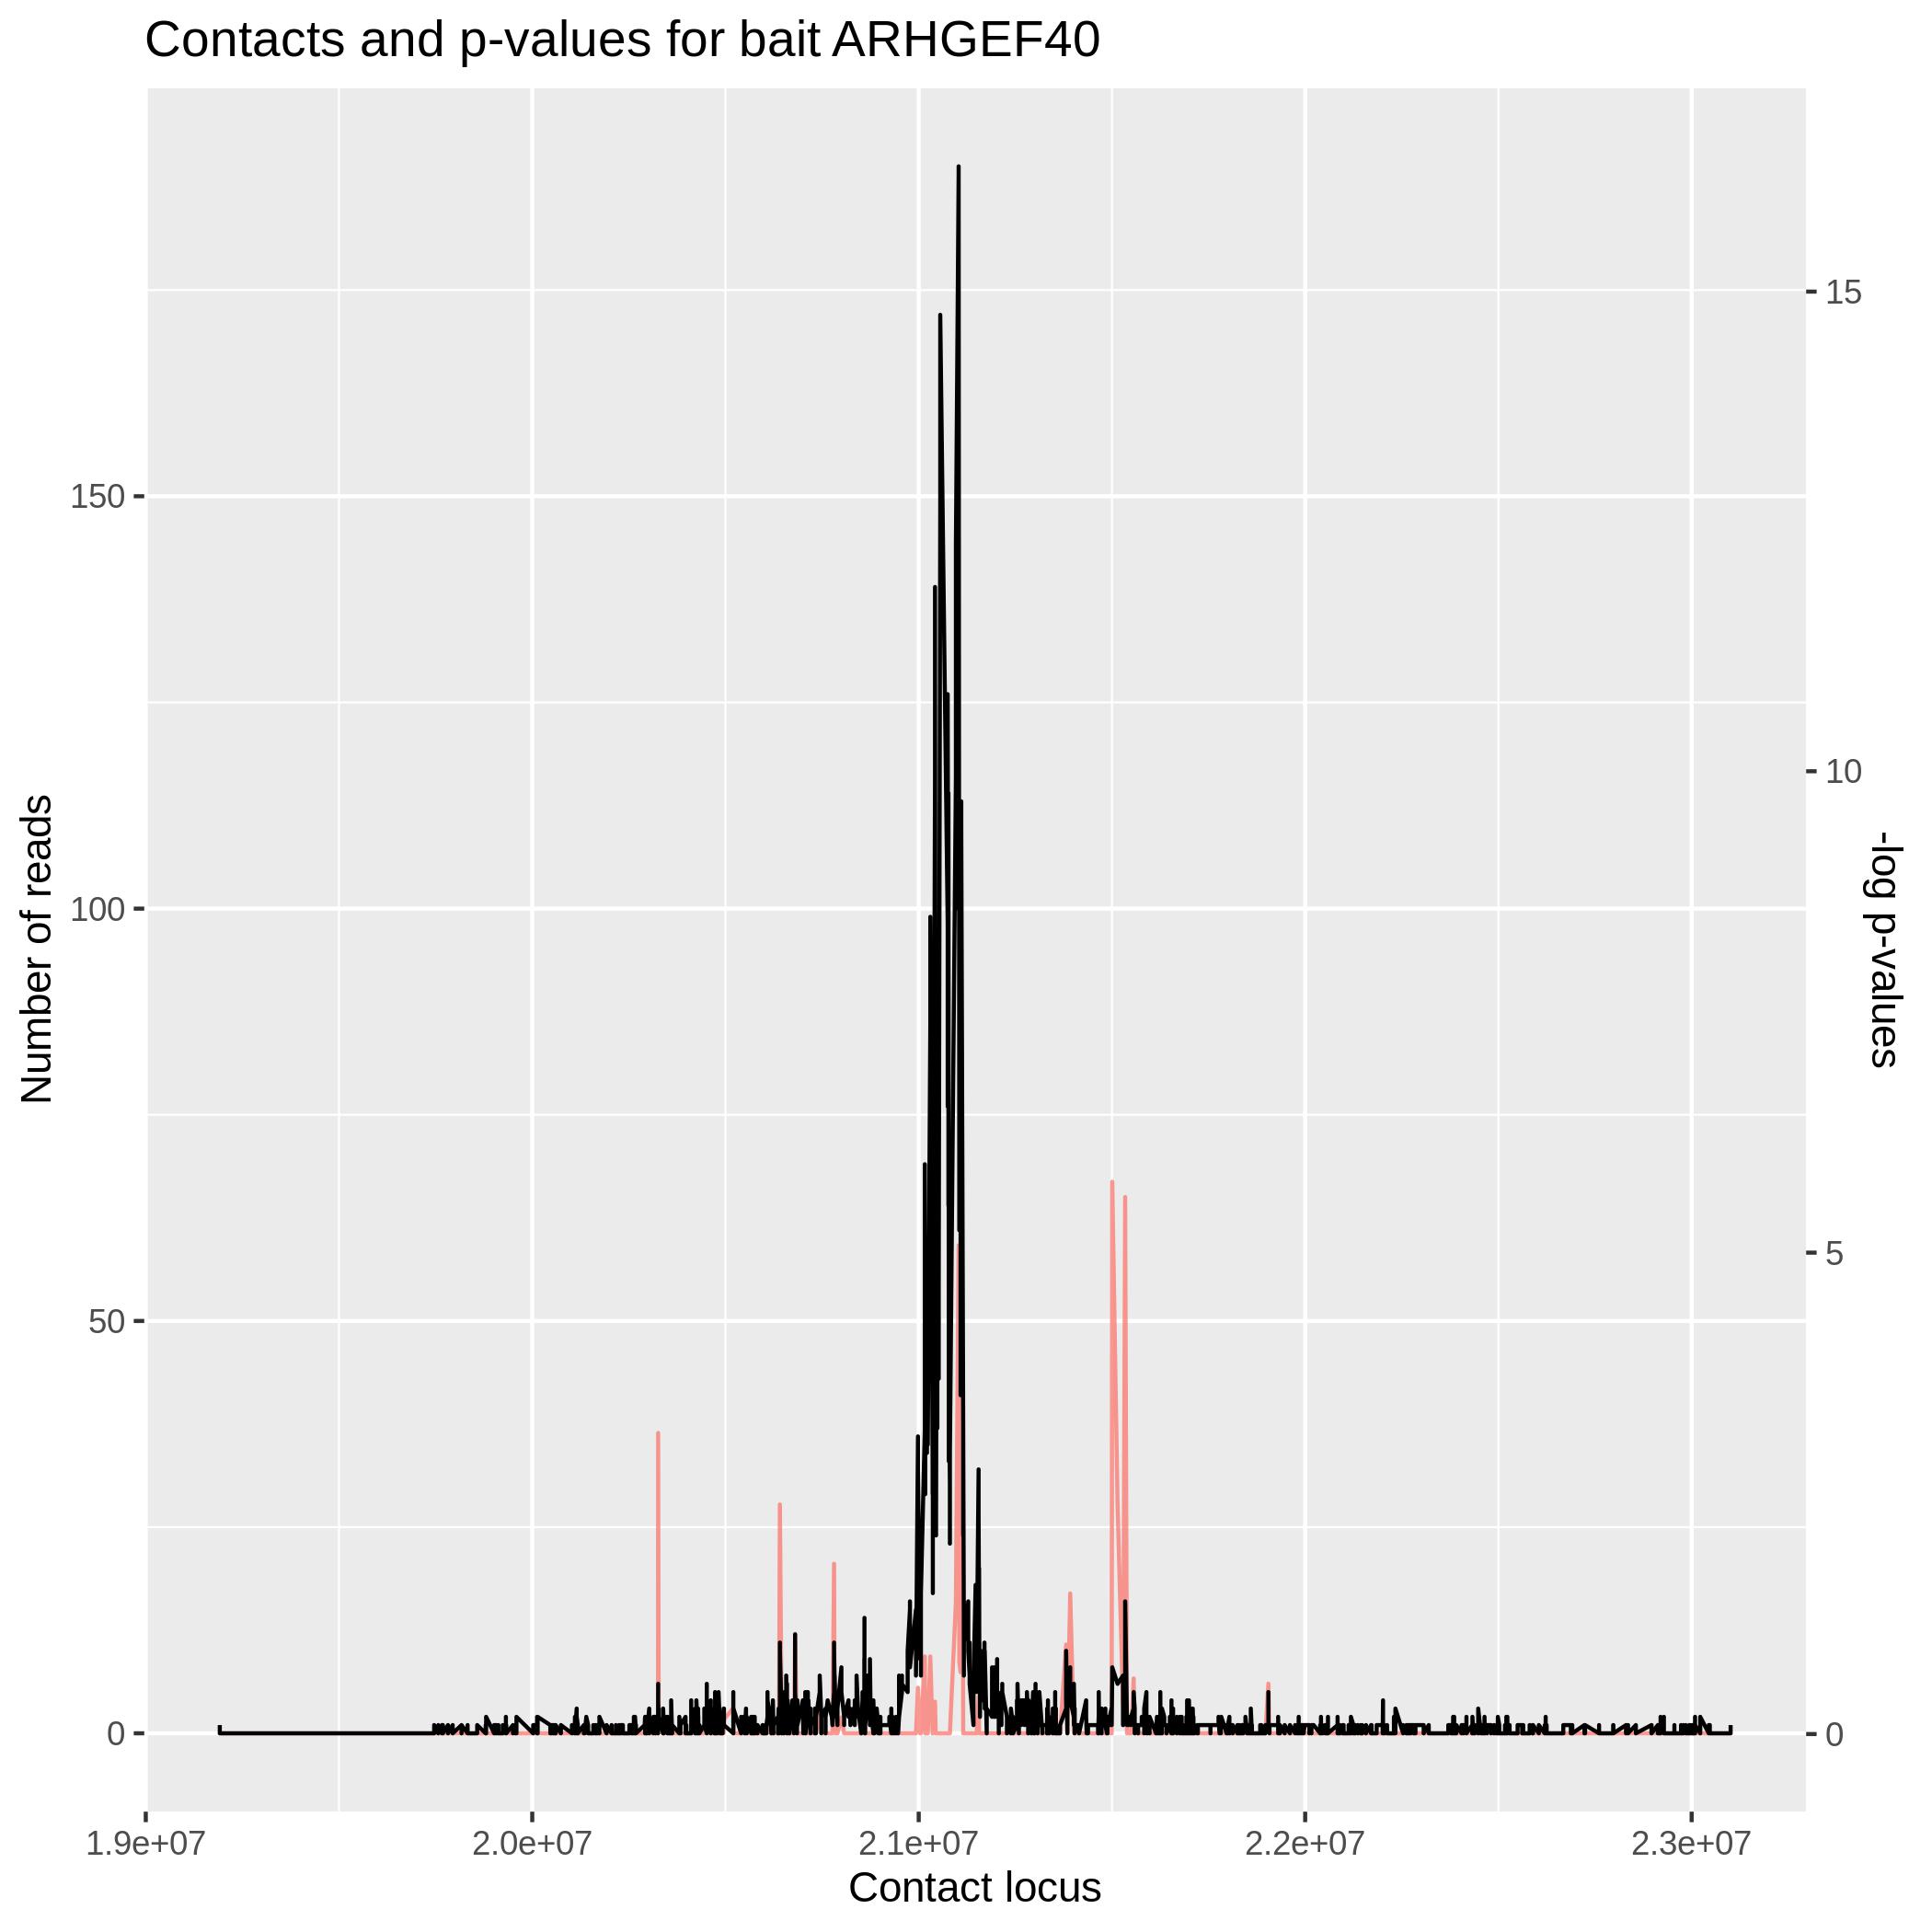 Contacts and p-values for bait ARHGEF40
150
100
50
0
Number of reads
15
10
5
0
-log p-values
1.9e+07 2.0e+07 2.1e+07 2.2e+07 2.3e+07
Contact locus